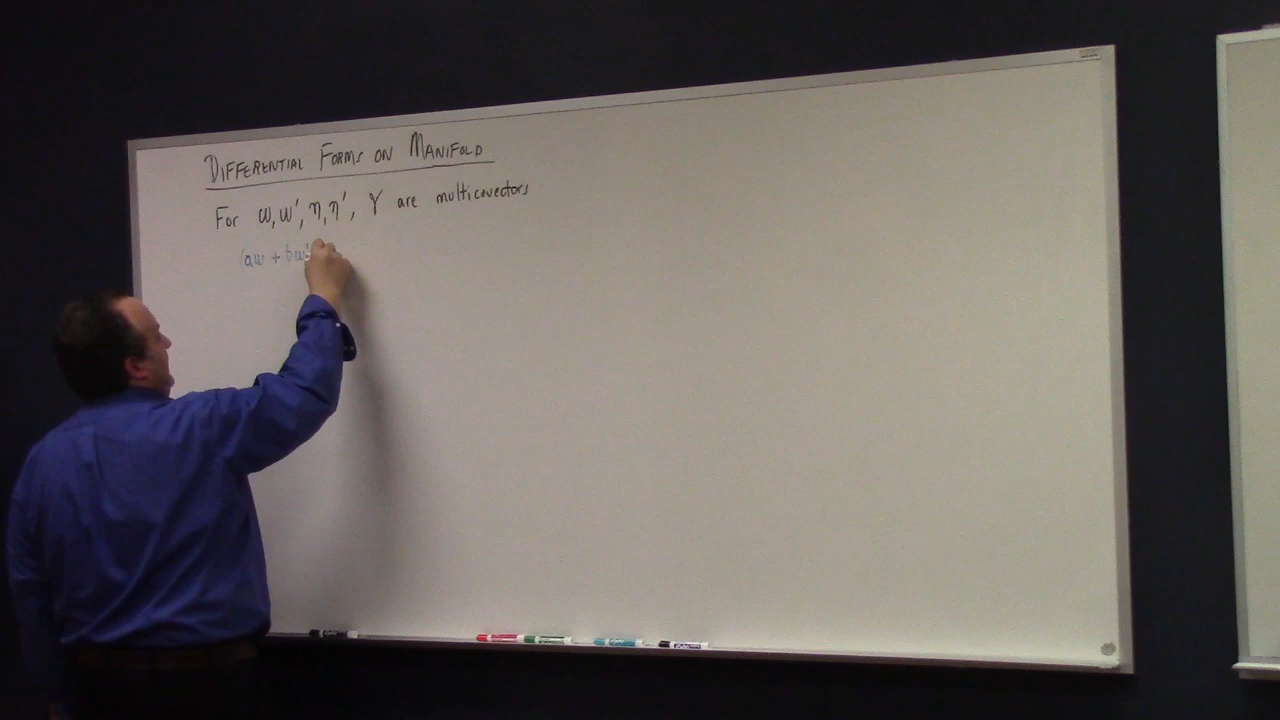 DIFFERENTIAL FORMS ON MANIFOLD
For ω, ω', η, η', γ are multicovectors
(aω + bω'